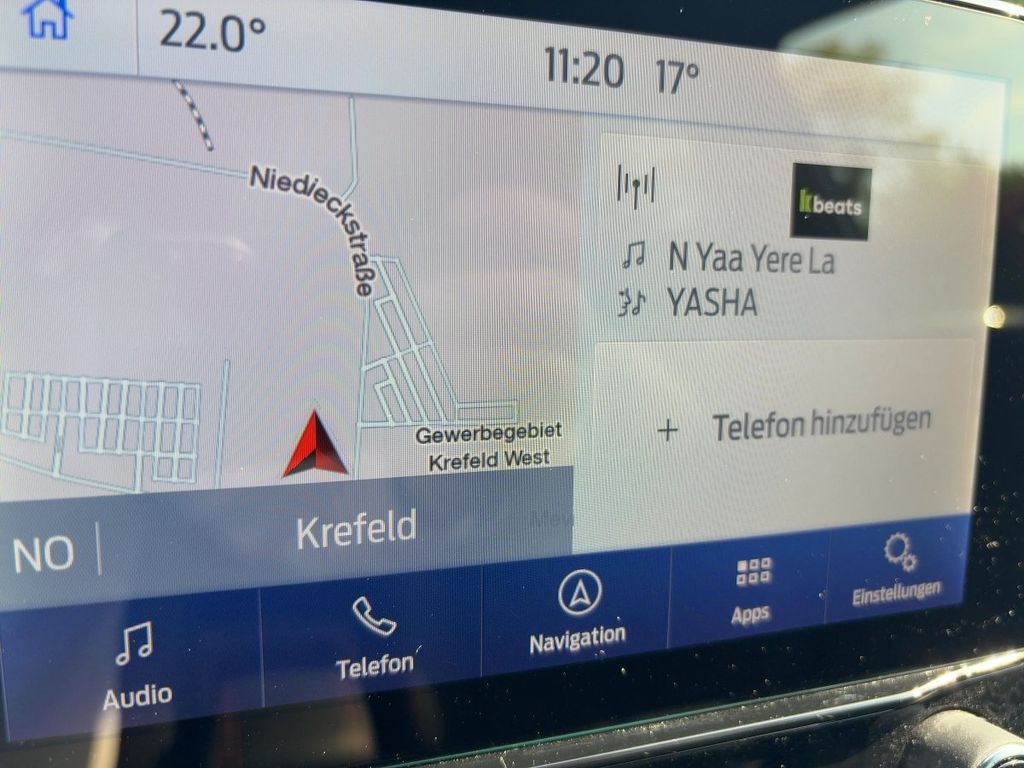 22.0°
11:20 17°
Niedieckstraße
Gewerbegebiet
Krefeld West
NO
Krefeld
kbeats
N Yaa Yere La
YASHA
+ Telefon hinzufügen
Audio
Telefon
Navigation
Apps
Einstellungen